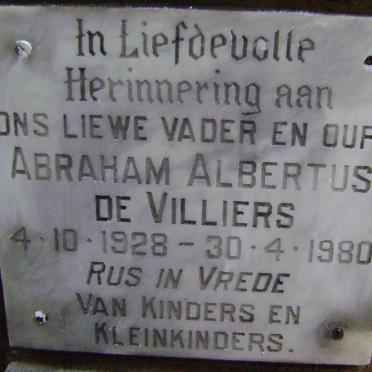 In Liefdevolle
Herinnering aan
ONS LIEWE VADER EN OUP
ABRAHAM ALBERTUS
DE VILLIERS
4·10·1928 – 30·4·1980
RUS IN VREDE
VAN KINDERS EN
KLEINKINDERS.